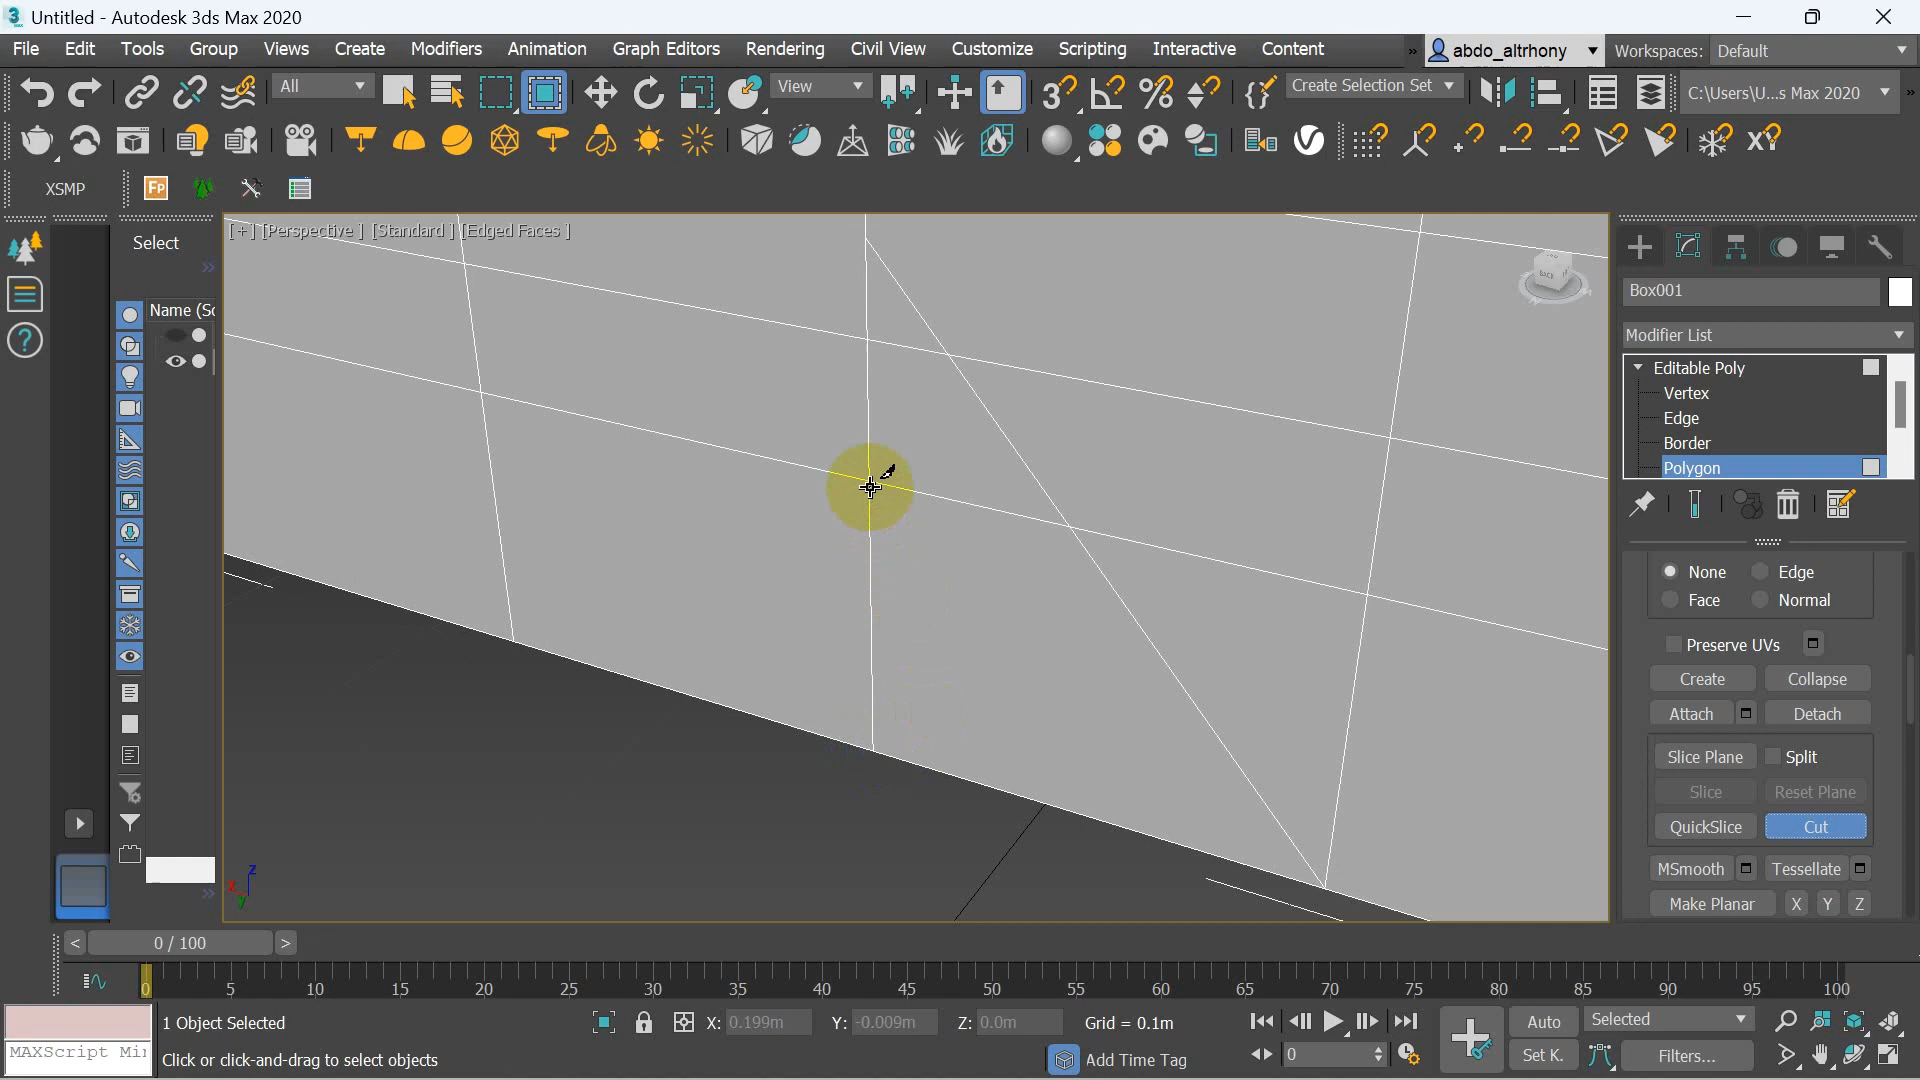 Untitled - Autodesk 3ds Max 2020
File Edit Tools Group Views Create Modifiers Animation Graph Editors Rendering Civil View Customize Scripting Interactive Content
» abdo_altrhony Workspaces: Default
All View Create Selection Set C:\Users\U...s Max 2020 »
XSMP Fp
Select
[+] [Perspective ] [Standard ] [Edged Faces ]
»
Name (Sc
BACK
Box001
Modifier List
Editable Poly
Vertex
Edge
Border
Polygon
None Edge
Face Normal
Preserve UVs
Create Collapse
Attach Detach
Slice Plane Split
Slice Reset Plane
QuickSlice Cut
MSmooth Tessellate
Make Planar X Y Z
z
x
y
»
< 0 / 100 >
0 5 10 15 20 25 30 35 40 45 50 55 60 65 70 75 80 85 90 95 100
1 Object Selected X: 0.199m Y: -0.009m Z: 0.0m Grid = 0.1m Auto Selected
MAXScript Mi
Click or click-and-drag to select objects Add Time Tag 0 Set K. Filters...